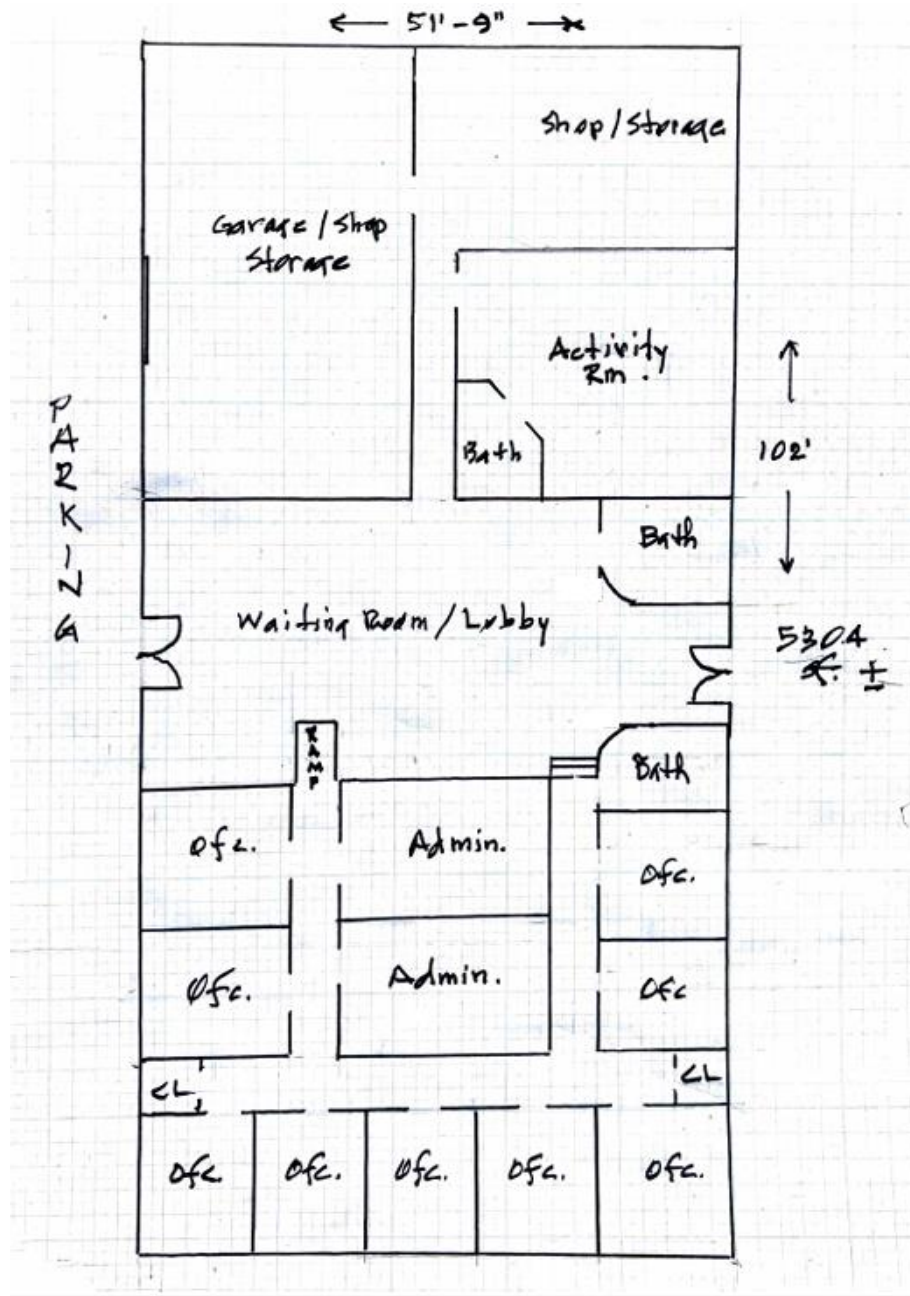 51'-9"
Shop/Storage
Garage/Shop
Storage
Activity
Rm.
PARKING
Bath
102'
Bath
Waiting Room/Lobby
5304
±
RAMP
Bath
Ofc.
Admin.
Ofc.
Ofc.
Admin.
Ofc
CL
CL
Ofc.
Ofc.
Ofc.
Ofc.
Ofc.